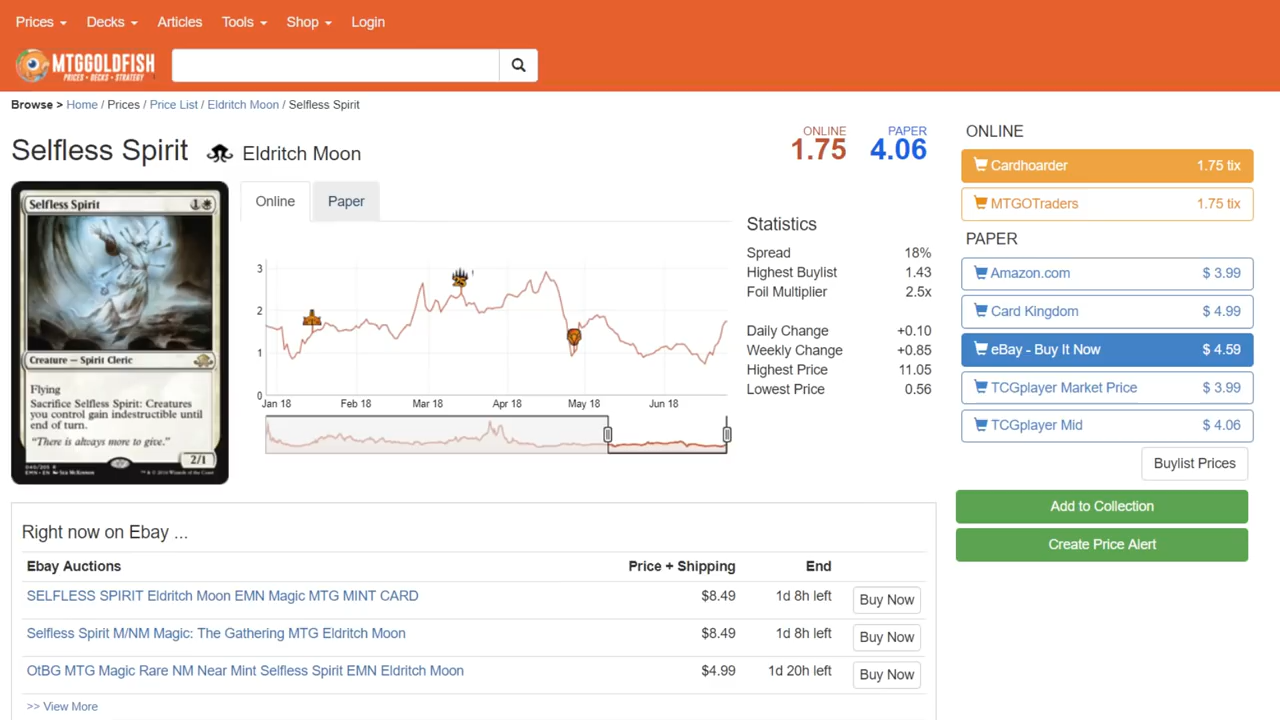 Prices Decks Articles Tools Shop Login
MTGGOLDFISH
PRICES • DECKS • STRATEGY
Browse > Home / Prices / Price List / Eldritch Moon / Selfless Spirit
Selfless Spirit Eldritch Moon
ONLINE PAPER
1.75 4.06
Selfless Spirit 1
Creature — Spirit Cleric
Flying
Sacrifice Selfless Spirit: Creatures
you control gain indestructible until
end of turn.
"There is always more to give."
2/1
Online Paper
3
2
1
0
Jan 18 Feb 18 Mar 18 Apr 18 May 18 Jun 18
Statistics
Spread 18%
Highest Buylist 1.43
Foil Multiplier 2.5x
Daily Change +0.10
Weekly Change +0.85
Highest Price 11.05
Lowest Price 0.56
ONLINE
Cardhoarder 1.75 tix
MTGOTraders 1.75 tix
PAPER
Amazon.com $ 3.99
Card Kingdom $ 4.99
eBay - Buy It Now $ 4.59
TCGplayer Market Price $ 3.99
TCGplayer Mid $ 4.06
Buylist Prices
Add to Collection
Create Price Alert
Right now on Ebay ...
Ebay Auctions Price + Shipping End
SELFLESS SPIRIT Eldritch Moon EMN Magic MTG MINT CARD $8.49 1d 8h left Buy Now
Selfless Spirit M/NM Magic: The Gathering MTG Eldritch Moon $8.49 1d 8h left Buy Now
OtBG MTG Magic Rare NM Near Mint Selfless Spirit EMN Eldritch Moon $4.99 1d 20h left Buy Now
>> View More